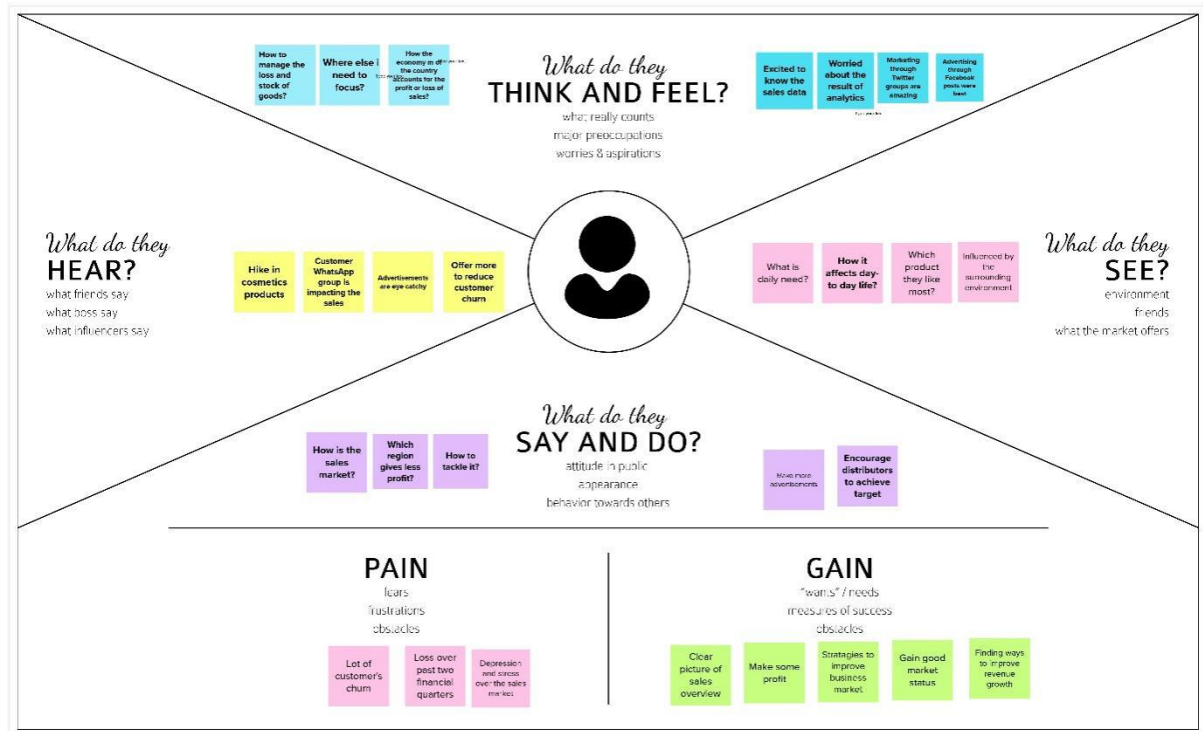 How to
manage the
loss and
stock of
goods?
Where else i
need to
focus?
How the
economy in of
the country
accounts for the
profit or loss of
sales?
What do they
THINK AND FEEL?
what really counts
major preoccupations
worries & aspirations
Excited to
know the
sales data
Worried
about the
result of
analytics
Marketing
through
Twitter
groups are
amazing
Advertising
through
Facebook
posts were
best
What do they
HEAR?
what friends say
what boss say
what influencers say
Hike in
cosmetics
products
Customer
WhatsApp
group is
impacting the
sales
Advertisements
are eye catchy
Offer more
to reduce
customer
churn
What is
daily need?
How it
affects day-
to day life?
Which
product
they like
most?
Influenced by
the
surrounding
environment
What do they
SEE?
environment
friends
what the market offers
What do they
SAY AND DO?
attitude in public
appearance
behavior towards others
How is the
sales
market?
Which
region
gives less
profit?
How to
tackle it?
Make more
advertisements
Encourage
distributors
to achieve
target
PAIN
fears
frustrations
obstacles
Lot of
customer's
churn
Loss over
past two
financial
quarters
Depression
and stress
over the sales
market
GAIN
"wants" / needs
measures of success
obstacles
Clear
picture of
sales
overview
Make some
profit
Stratagies to
improve
business
market
Gain good
market
status
Finding ways
to improve
revenue
growth